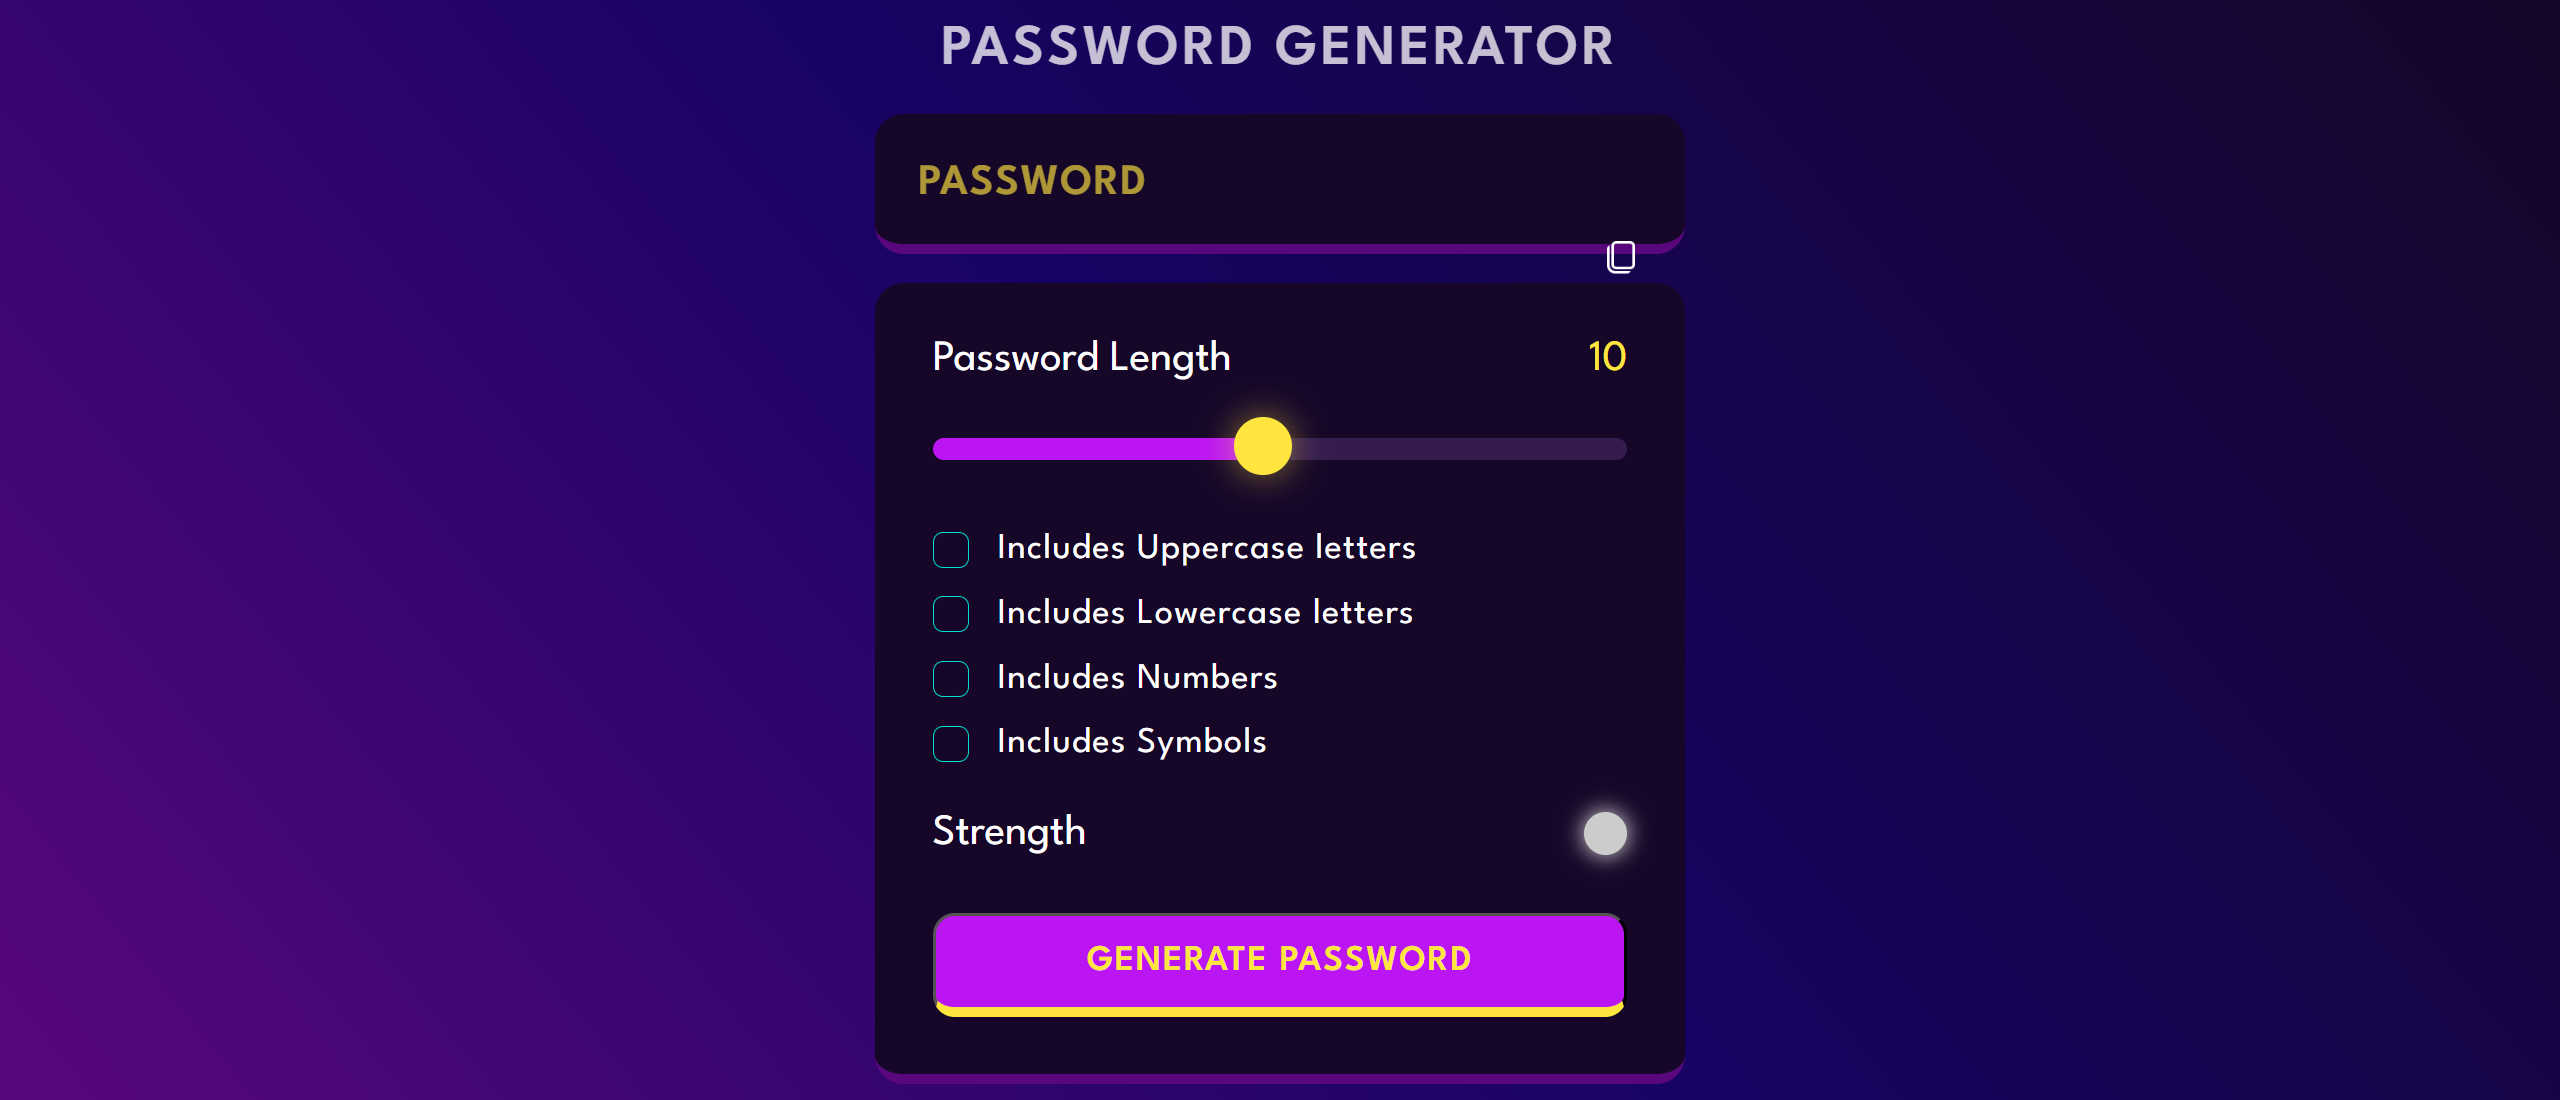 PASSWORD GENERATOR
PASSWORD
Password Length 10
Includes Uppercase letters
Includes Lowercase letters
Includes Numbers
Includes Symbols
Strength
GENERATE PASSWORD